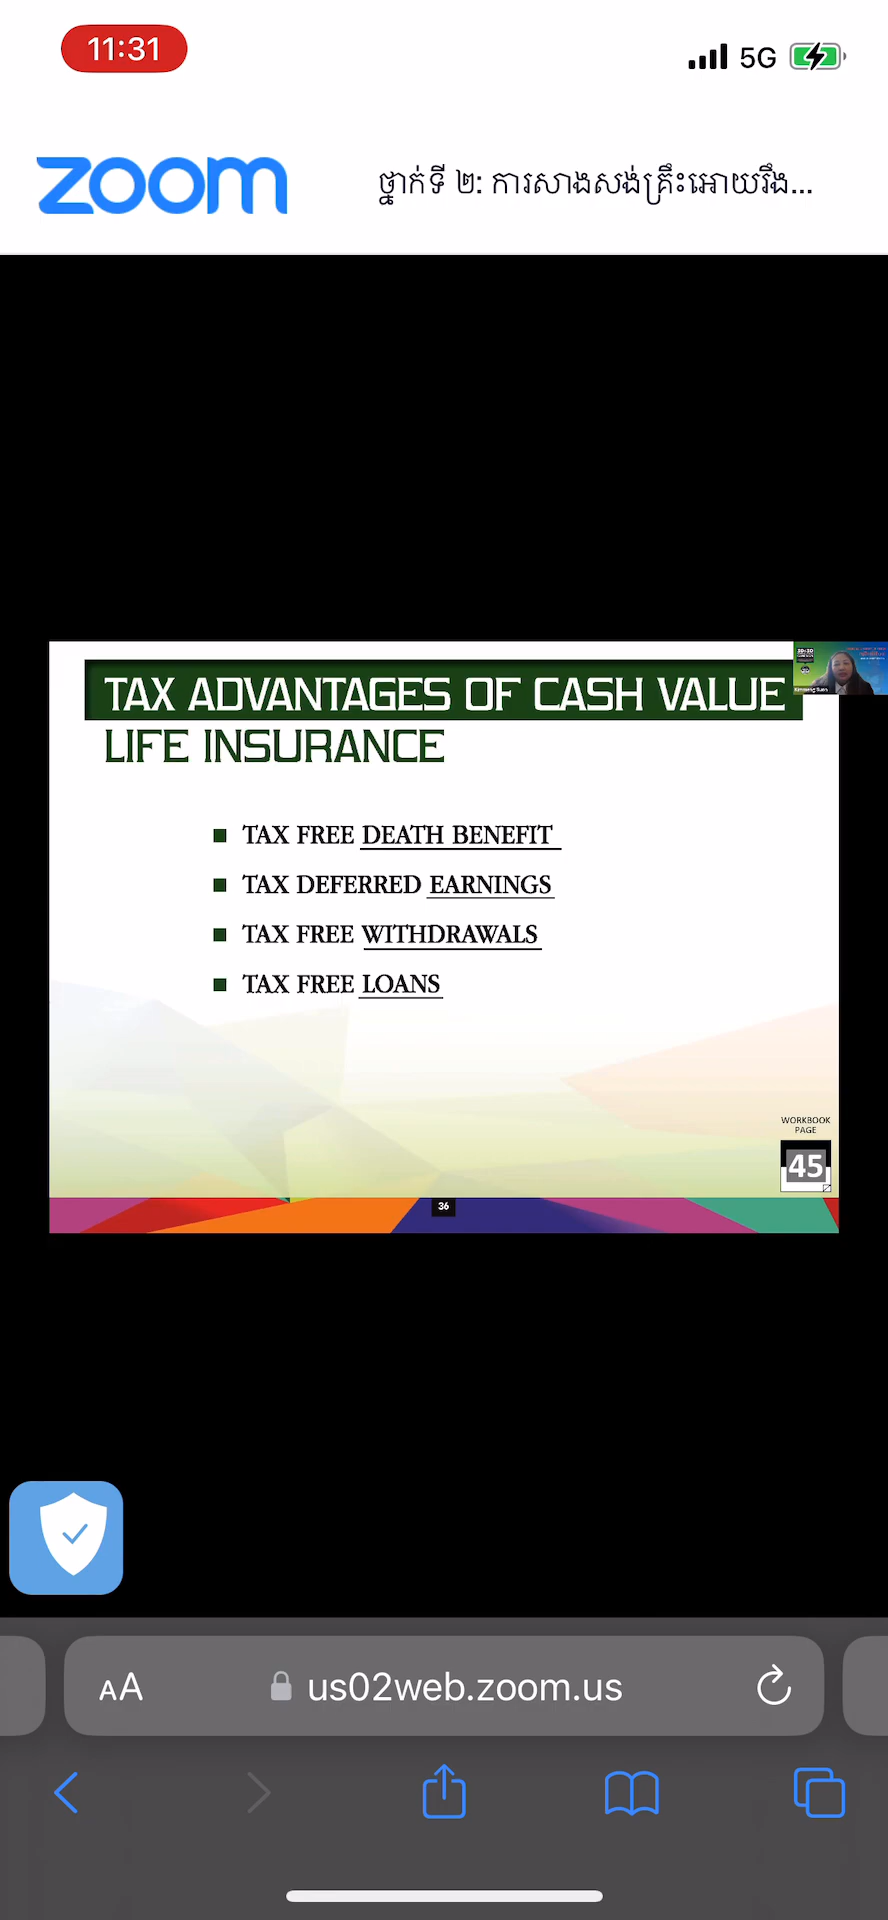 11:31
5G
zoom
ថ្នាក់ទី ២: ការសាងសង់គ្រឹះអោយរឹង...
TAX ADVANTAGES OF CASH VALUE
LIFE INSURANCE
TAX FREE DEATH BENEFIT
TAX DEFERRED EARNINGS
TAX FREE WITHDRAWALS
TAX FREE LOANS
WORKBOOK
PAGE
45
36
AA
us02web.zoom.us